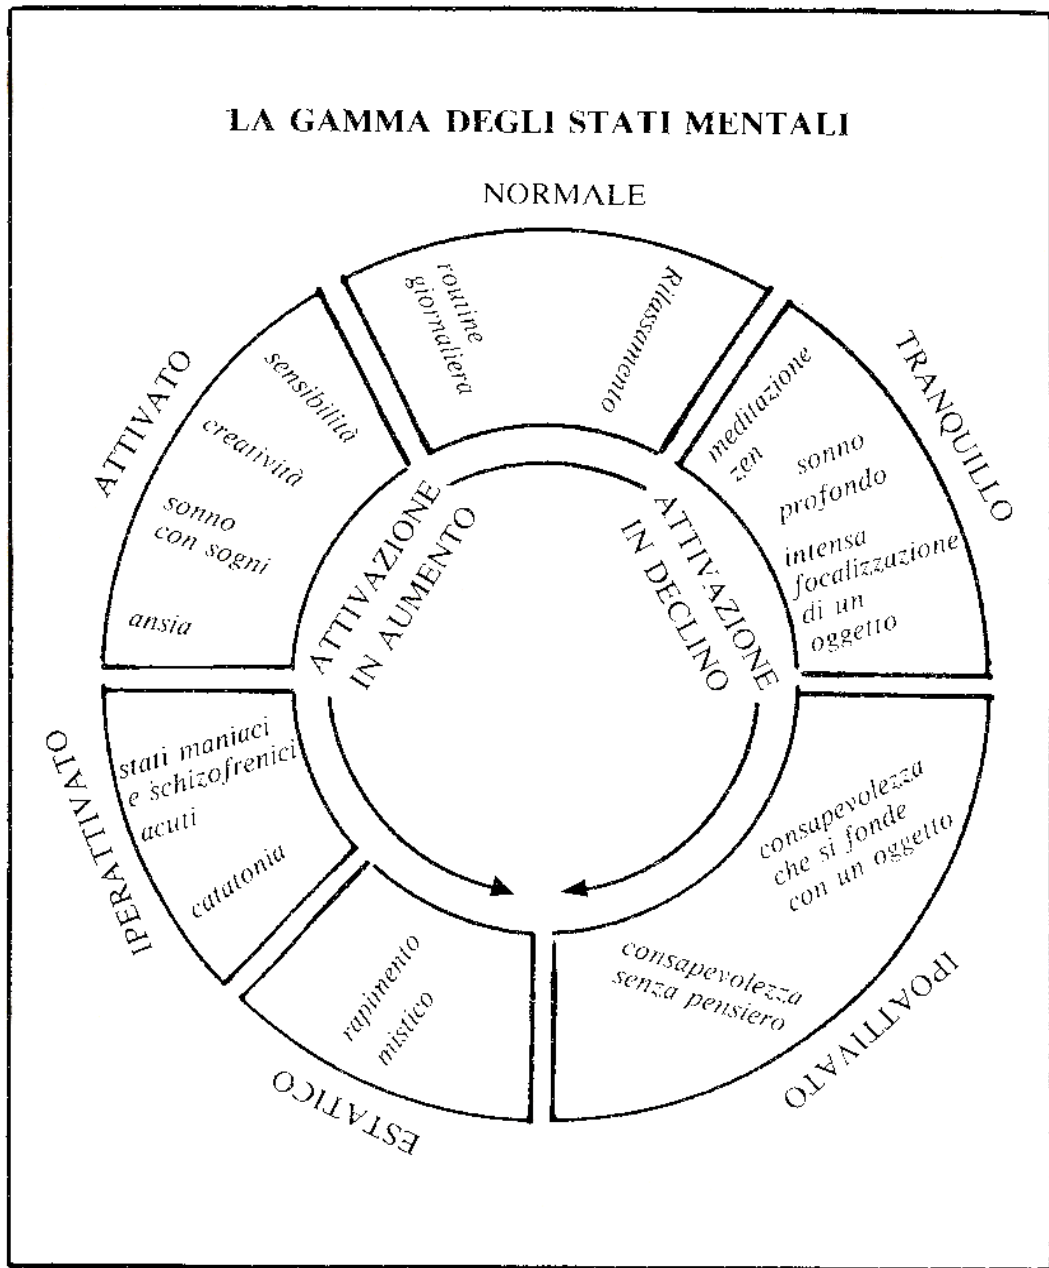 LA GAMMA DEGLI STATI MENTALI
NORMALE
routine
giornaliera
Rilassamento
TRANQUILLO
meditazione
zen
sonno
profondo
intensa
focalizzazione
di un
oggetto
ATTIVATO
sensibilità
creatività
sonno
con sogni
ansia
ATTIVAZIONE
IN AUMENTO
ATTIVAZIONE
IN DECLINO
IPERATTIVATO
stati maniaci
e schizofrenici
acuti
catatonia
ESTATICO
rapimento
mistico
IPOATTIVATO
consapevolezza
che si fonde
con un oggetto
consapevolezza
senza pensiero